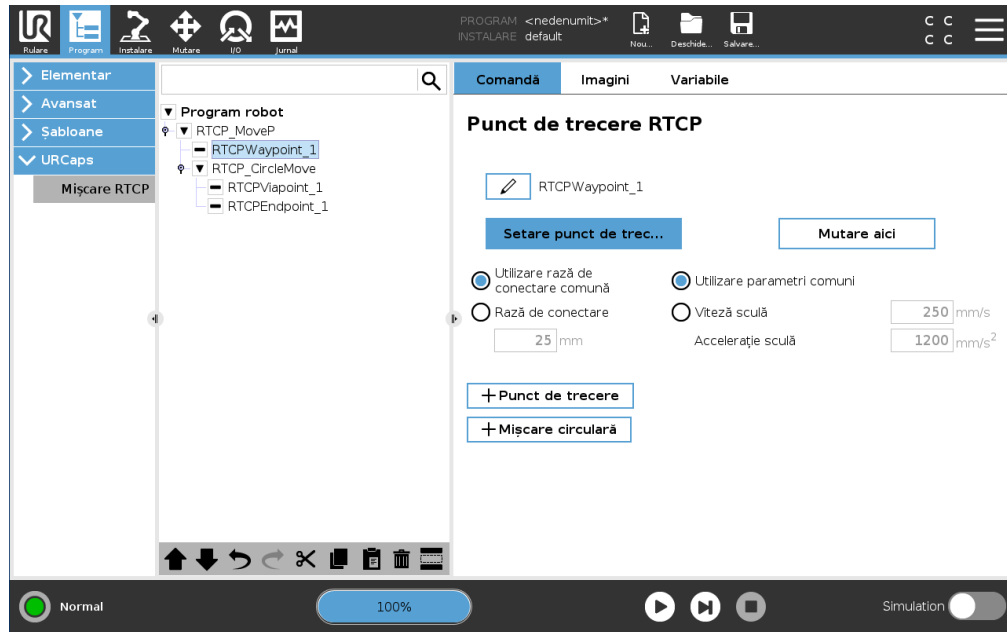 UR
Rulare
Program
Instalare
Mutare
I/O
Jurnal
PROGRAM <nedenumit>*
INSTALARE default
Nou...
Deschide...
Salvare...
C C
C C
Elementar
Avansat
Șabloane
URCaps
Mișcare RTCP
Program robot
RTCP_MoveP
RTCPWaypoint_1
RTCP_CircleMove
RTCPViapoint_1
RTCPEndpoint_1
Comandă
Imagini
Variabile
Punct de trecere RTCP
RTCPWaypoint_1
Setare punct de trec...
Mutare aici
Utilizare rază de
conectare comună
Utilizare parametri comuni
Rază de conectare
Viteză sculă
250 mm/s
25 mm
Accelerație sculă
1200 mm/s²
+ Punct de trecere
+ Mișcare circulară
Normal
100%
Simulation